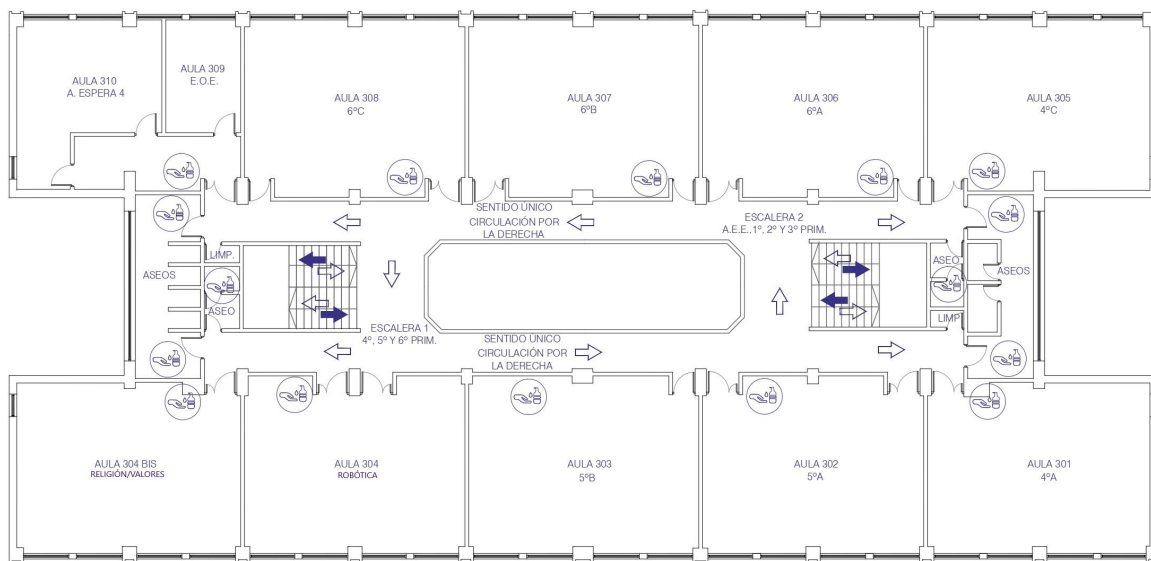 AULA 310
A. ESPERA 4
AULA 309
E.O.E.
AULA 308
6ºC
AULA 307
6ºB
AULA 306
6ºA
AULA 305
4ºC
SENTIDO ÚNICO
CIRCULACIÓN POR
LA DERECHA
ESCALERA 2
A.E.E.,1º, 2º Y 3º PRIM.
LIMP.
ASEOS
ASEO
ASEO
ASEOS
LIMP.
ESCALERA 1
4º, 5º Y 6º PRIM.
SENTIDO ÚNICO
CIRCULACIÓN POR
LA DERECHA
AULA 304 BIS
RELIGIÓN/VALORES
AULA 304
ROBÓTICA
AULA 303
5ºB
AULA 302
5ºA
AULA 301
4ºA